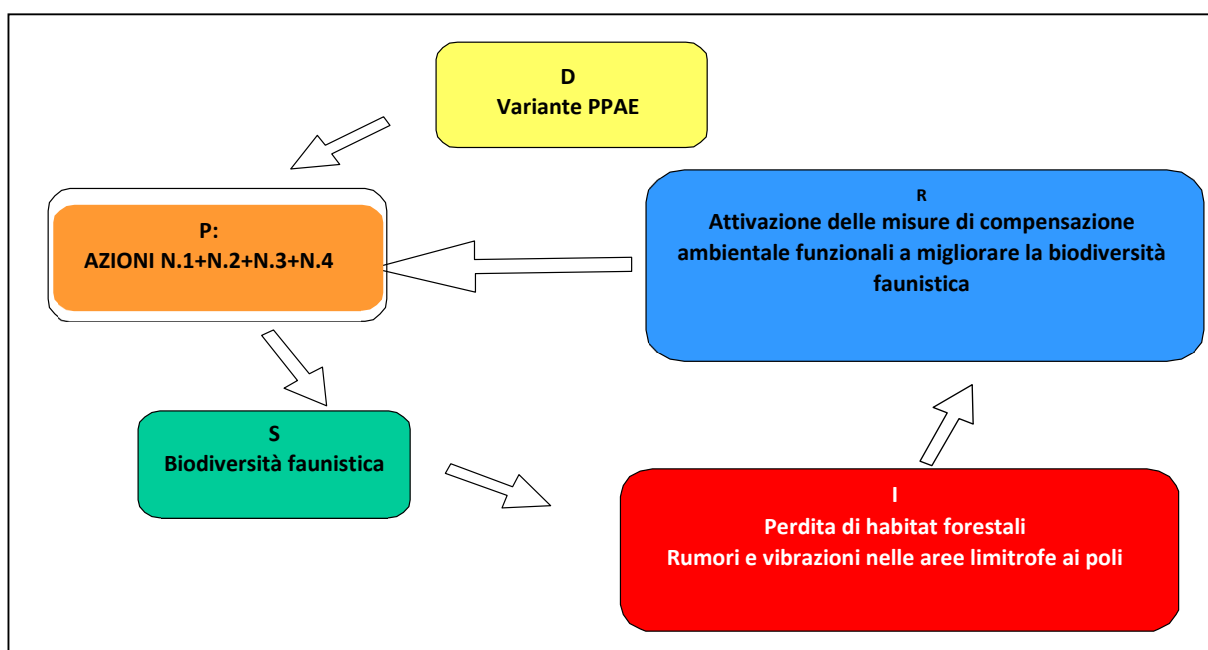 D
Variante PPAE
P:
AZIONI N.1+N.2+N.3+N.4
R
Attivazione delle misure di compensazione
ambientale funzionali a migliorare la biodiversità
faunistica
S
Biodiversità faunistica
I
Perdita di habitat forestali
Rumori e vibrazioni nelle aree limitrofe ai poli